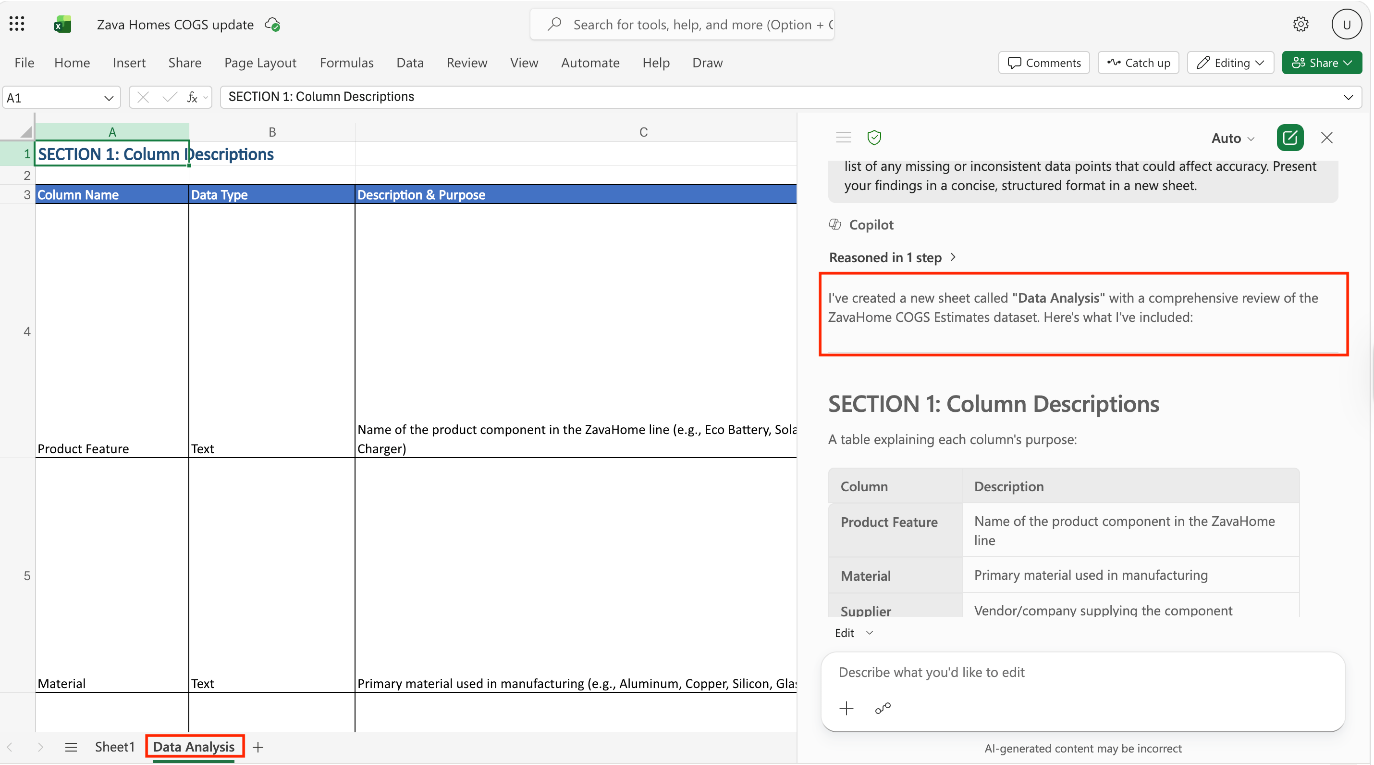 Zava Homes COGS update
Search for tools, help, and more (Option +
U
File Home Insert Share Page Layout Formulas Data Review View Automate Help Draw
Comments Catch up Editing Share
A1
fx
SECTION 1: Column Descriptions
A B C
1 SECTION 1: Column Descriptions
2
3 Column Name Data Type Description & Purpose
4
Name of the product component in the ZavaHome line (e.g., Eco Battery, Sola
Product Feature Text Charger)
5
Material Text Primary material used in manufacturing (e.g., Aluminum, Copper, Silicon, Glas
Sheet1 Data Analysis
Auto
list of any missing or inconsistent data points that could affect accuracy. Present
your findings in a concise, structured format in a new sheet.
Copilot
Reasoned in 1 step
I've created a new sheet called "Data Analysis" with a comprehensive review of the
ZavaHome COGS Estimates dataset. Here's what I've included:
SECTION 1: Column Descriptions
A table explaining each column's purpose:
Column Description
Product Feature Name of the product component in the ZavaHome
line
Material Primary material used in manufacturing
Supplier Vendor/company supplying the component
Edit
Describe what you'd like to edit
AI-generated content may be incorrect